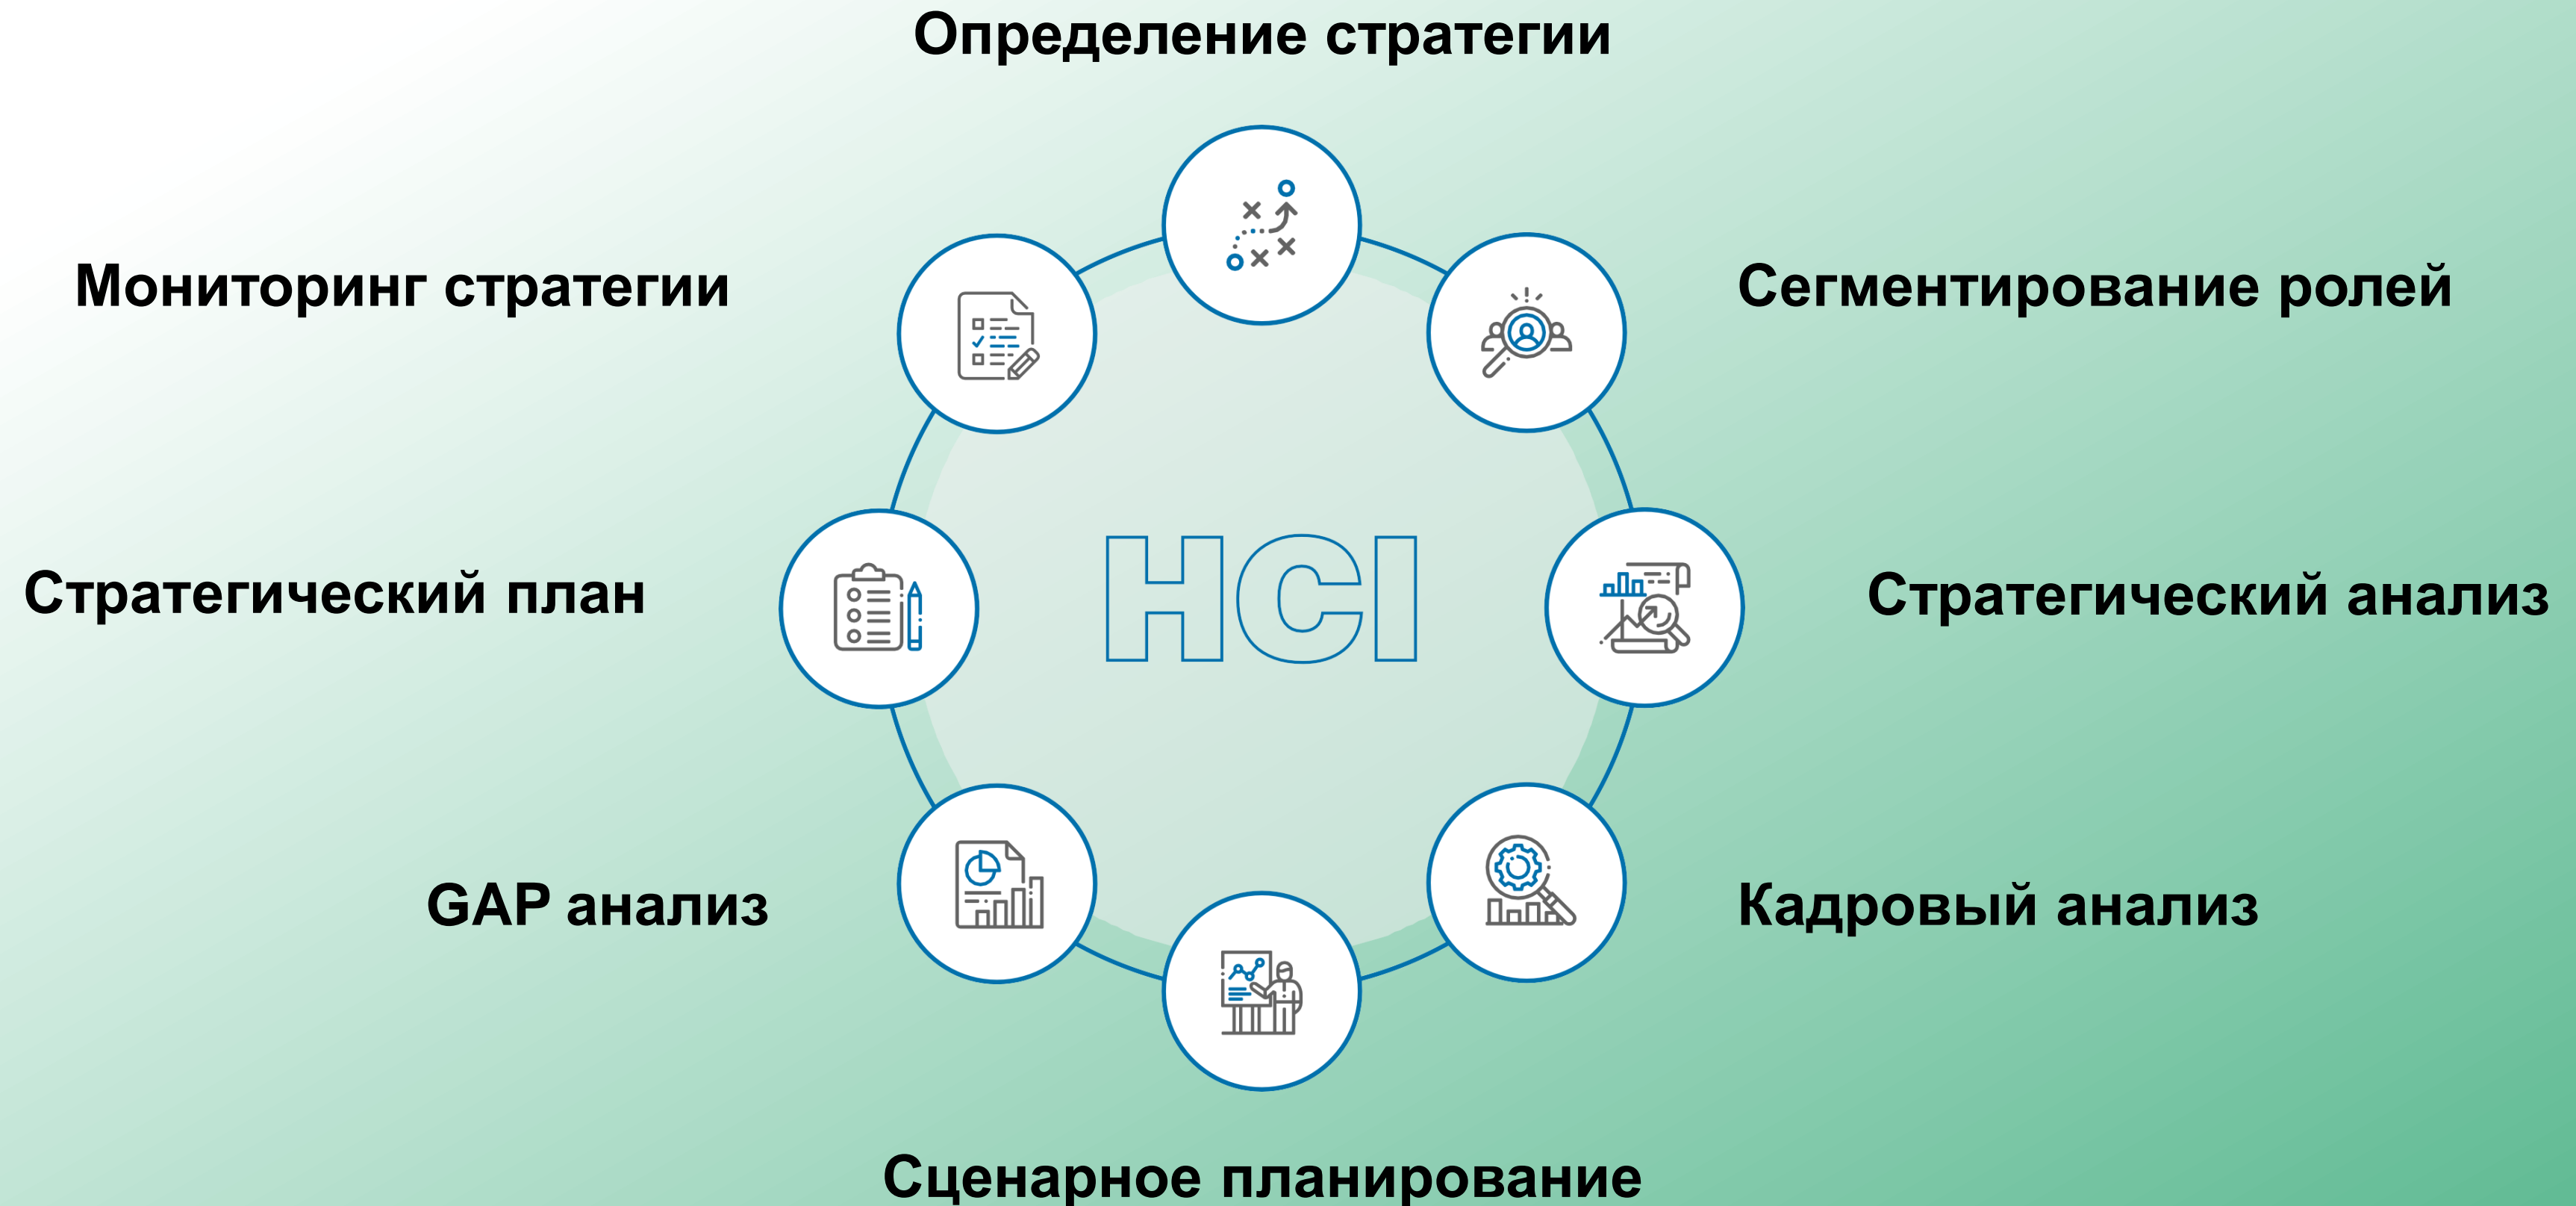 Определение стратегии
Мониторинг стратегии
Сегментирование ролей
HCI
Стратегический план
Стратегический анализ
GAP анализ
Кадровый анализ
Сценарное планирование